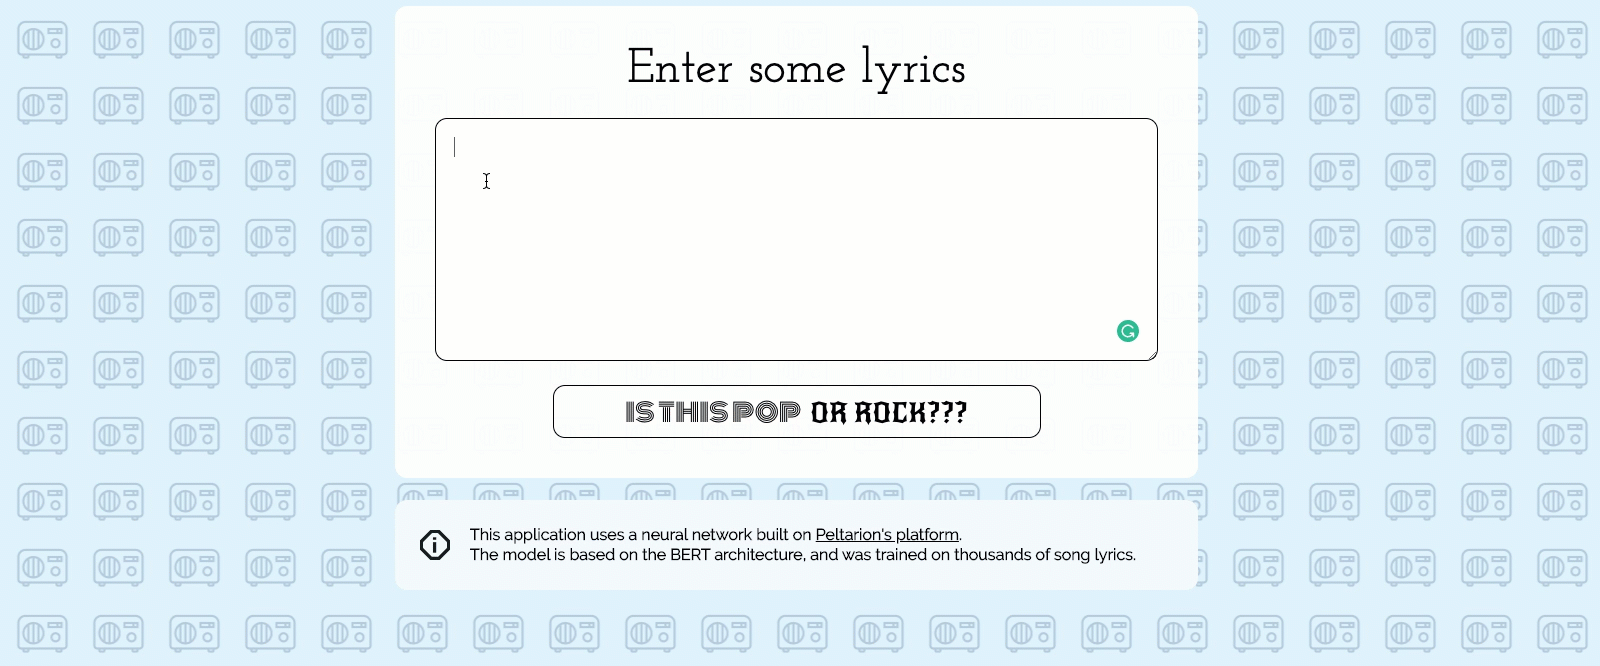 Enter some lyrics
IS THIS POP OR ROCK???
This application uses a neural network built on Peltarion's platform.
The model is based on the BERT architecture, and was trained on thousands of song lyrics.